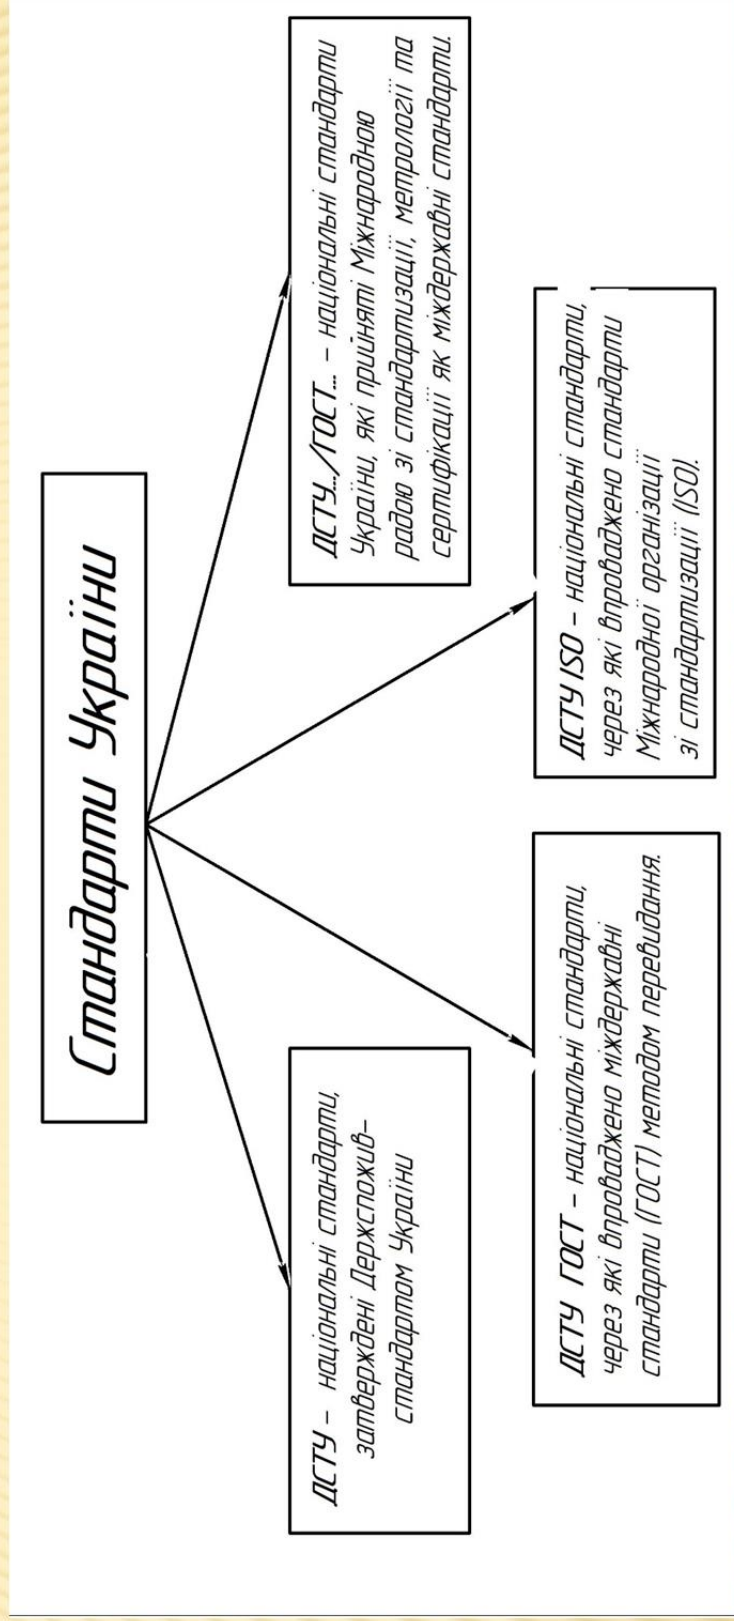 Стандарти України
ДСТУ – національні стандарти,
затверджені Держспожив–
стандартом України
ДСТУ ГОСТ – національні стандарти,
через які впроваджено міждержавні
стандарти (ГОСТ) методом перевидання.
ДСТУ ISO – національні стандарти,
через які впроваджено стандарти
Міжнародної організації
зі стандартизації (ISO).
ДСТУ.../ГОСТ... – національні стандарти
України, які прийняті Міжнародною
радою зі стандартизації, метрології та
сертифікації як міждержавні стандарти.